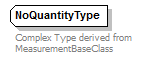 NoQuantityType
Complex Type derived from
MeasurementBaseClass